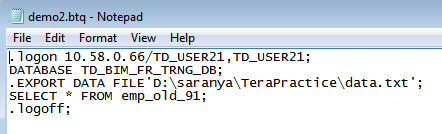 demo2.btq - Notepad
File Edit Format View Help
.logon 10.58.0.66/TD_USER21,TD_USER21;
DATABASE TD_BIM_FR_TRNG_DB;
.EXPORT DATA FILE'D:\saranya\TeraPractice\data.txt';
SELECT * FROM emp_old_91;
.logoff;